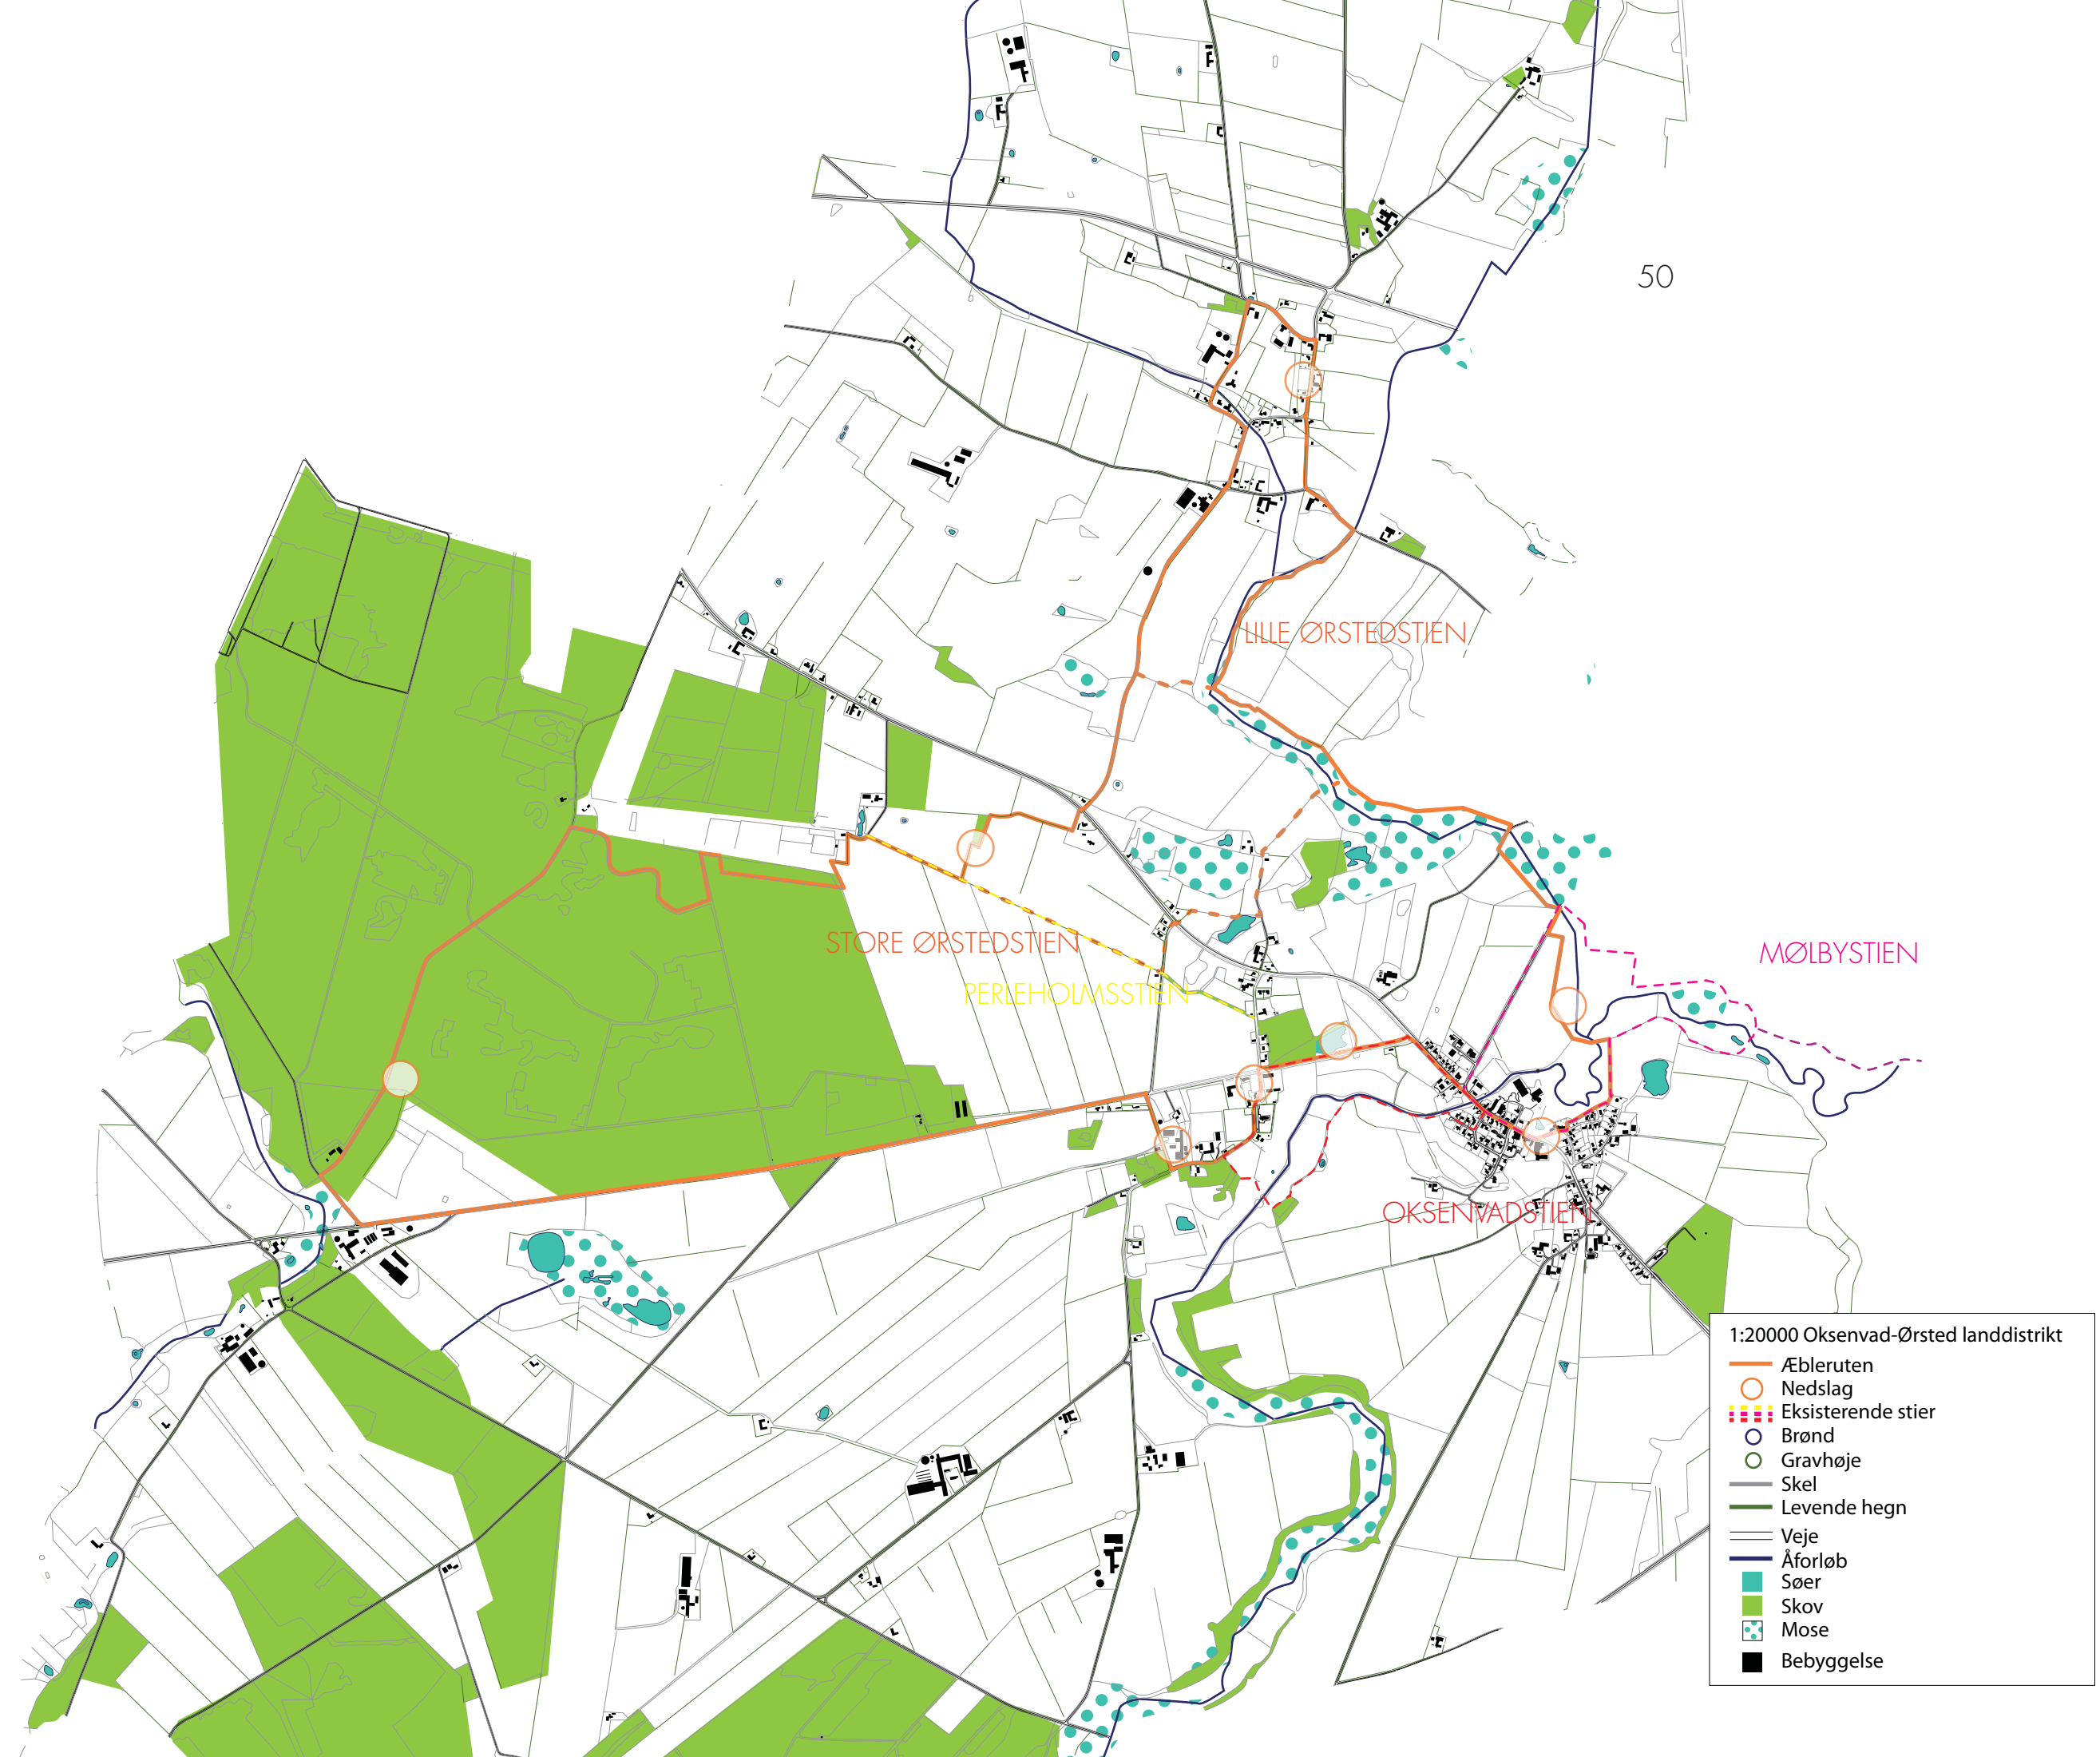 50
LILLE ØRSTEDSTIEN
STORE ØRSTEDSTIEN
MØLBYSTIEN
PERLEHOLMSSTIEN
OKSENVADSTIEN
1:20000 Oksenvad-Ørsted landdistrikt
Æbleruten
Nedslag
Eksisterende stier
Brønd
Gravhøje
Skel
Levende hegn
Veje
Åforløb
Søer
Skov
Mose
Bebyggelse